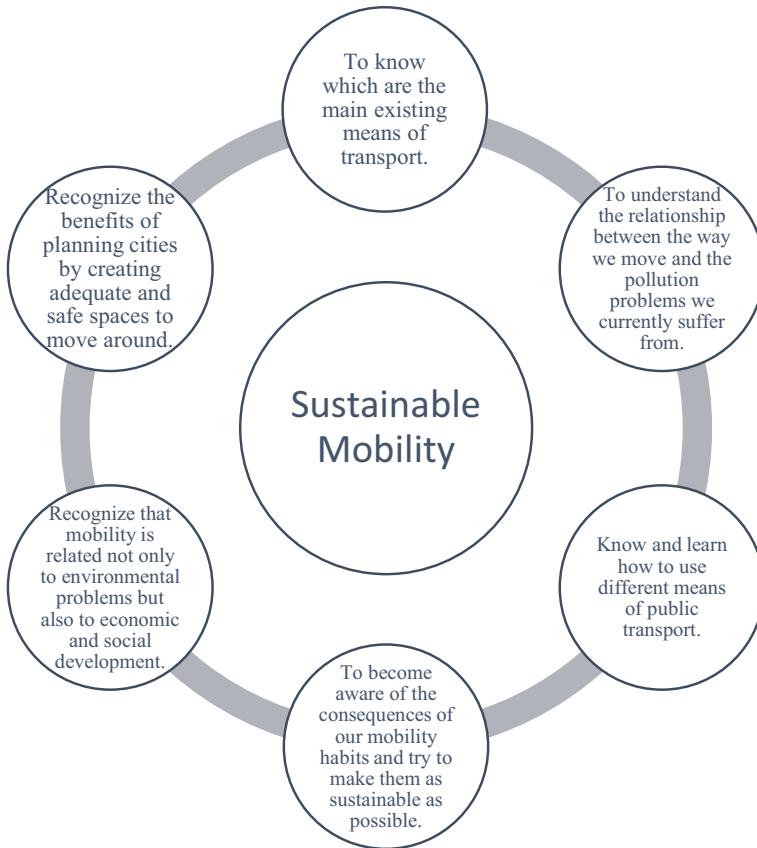 To know
which are the
main existing
means of
transport.
To understand
the relationship
between the way
we move and the
pollution
problems we
currently suffer
from.
Know and learn
how to use
different means
of public
transport.
To become
aware of the
consequences of
our mobility
habits and try to
make them as
sustainable as
possible.
Recognize that
mobility is
related not only
to environmental
problems but
also to economic
and social
development.
Recognize the
benefits of
planning cities
by creating
adequate and
safe spaces to
move around.
Sustainable
Mobility